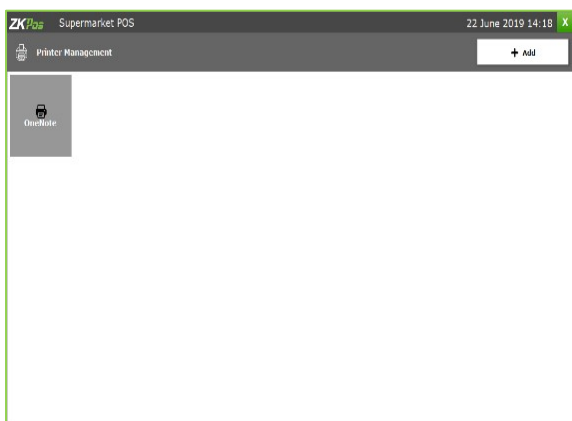 ZKPos Supermarket POS 22 June 2019 14:18 X
Printer Management + Add
OneNote